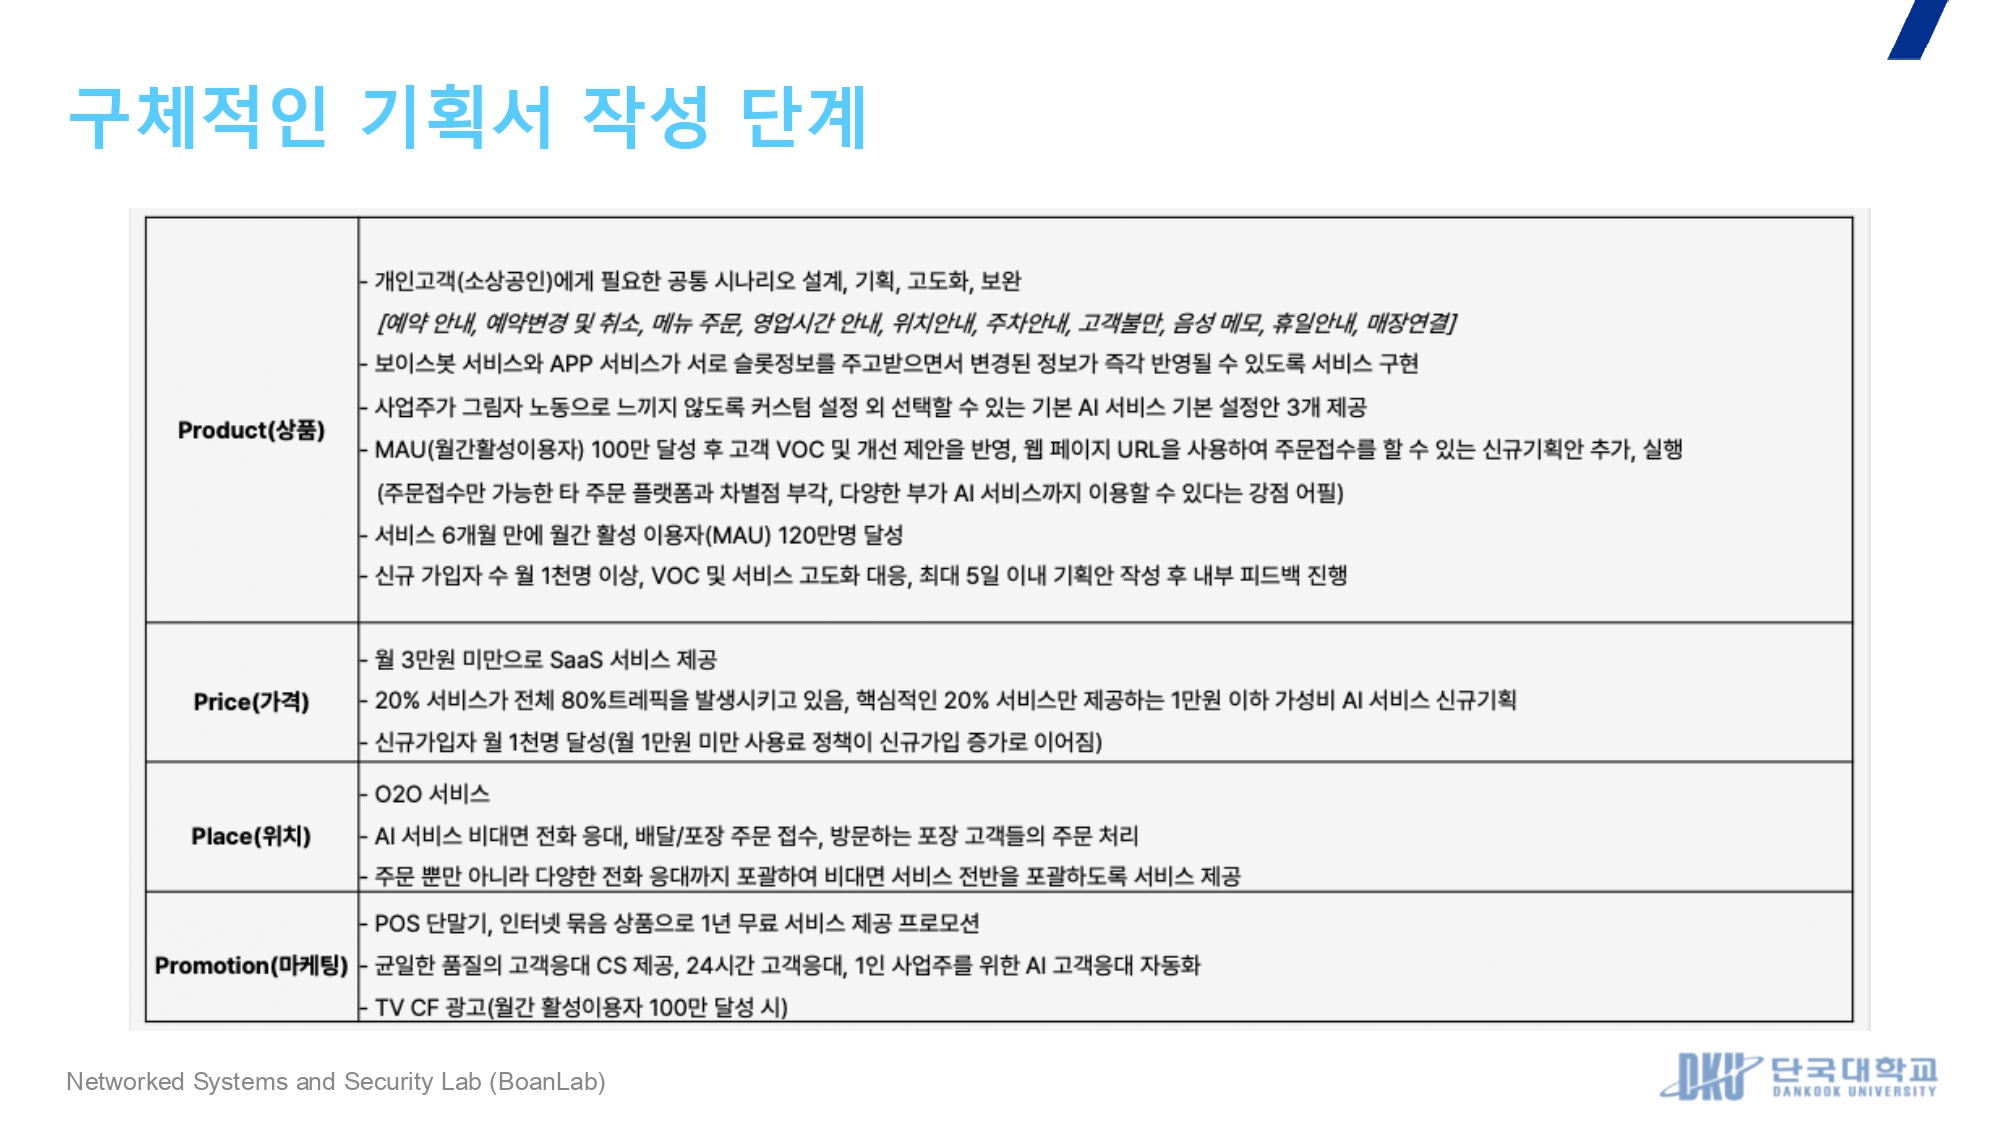 구체적인 기획서 작성 단계
Product(상품)
- 개인고객(소상공인)에게 필요한 공통 시나리오 설계, 기획, 고도화, 보완
[예약 안내, 예약변경 및 취소, 메뉴 주문, 영업시간 안내, 위치안내, 주차안내, 고객불만, 음성 메모, 휴일안내, 매장연결]
- 보이스봇 서비스와 APP 서비스가 서로 슬롯정보를 주고받으면서 변경된 정보가 즉각 반영될 수 있도록 서비스 구현
- 사업주가 그림자 노동으로 느끼지 않도록 커스텀 설정 외 선택할 수 있는 기본 AI 서비스 기본 설정안 3개 제공
- MAU(월간활성이용자) 100만 달성 후 고객 VOC 및 개선 제안을 반영, 웹 페이지 URL을 사용하여 주문접수를 할 수 있는 신규기획안 추가, 실행
(주문접수만 가능한 타 주문 플랫폼과 차별점 부각, 다양한 부가 AI 서비스까지 이용할 수 있다는 강점 어필)
- 서비스 6개월 만에 월간 활성 이용자(MAU) 120만명 달성
- 신규 가입자 수 월 1천명 이상, VOC 및 서비스 고도화 대응, 최대 5일 이내 기획안 작성 후 내부 피드백 진행
Price(가격)
- 월 3만원 미만으로 SaaS 서비스 제공
- 20% 서비스가 전체 80%트레픽을 발생시키고 있음, 핵심적인 20% 서비스만 제공하는 1만원 이하 가성비 AI 서비스 신규기획
- 신규가입자 월 1천명 달성(월 1만원 미만 사용료 정책이 신규가입 증가로 이어짐)
Place(위치)
- O2O 서비스
- AI 서비스 비대면 전화 응대, 배달/포장 주문 접수, 방문하는 포장 고객들의 주문 처리
- 주문 뿐만 아니라 다양한 전화 응대까지 포괄하여 비대면 서비스 전반을 포괄하도록 서비스 제공
Promotion(마케팅)
- POS 단말기, 인터넷 묶음 상품으로 1년 무료 서비스 제공 프로모션
- 균일한 품질의 고객응대 CS 제공, 24시간 고객응대, 1인 사업주를 위한 AI 고객응대 자동화
- TV CF 광고(월간 활성이용자 100만 달성 시)
Networked Systems and Security Lab (BoanLab)
DKU 단국대학교
DANKOOK UNIVERSITY